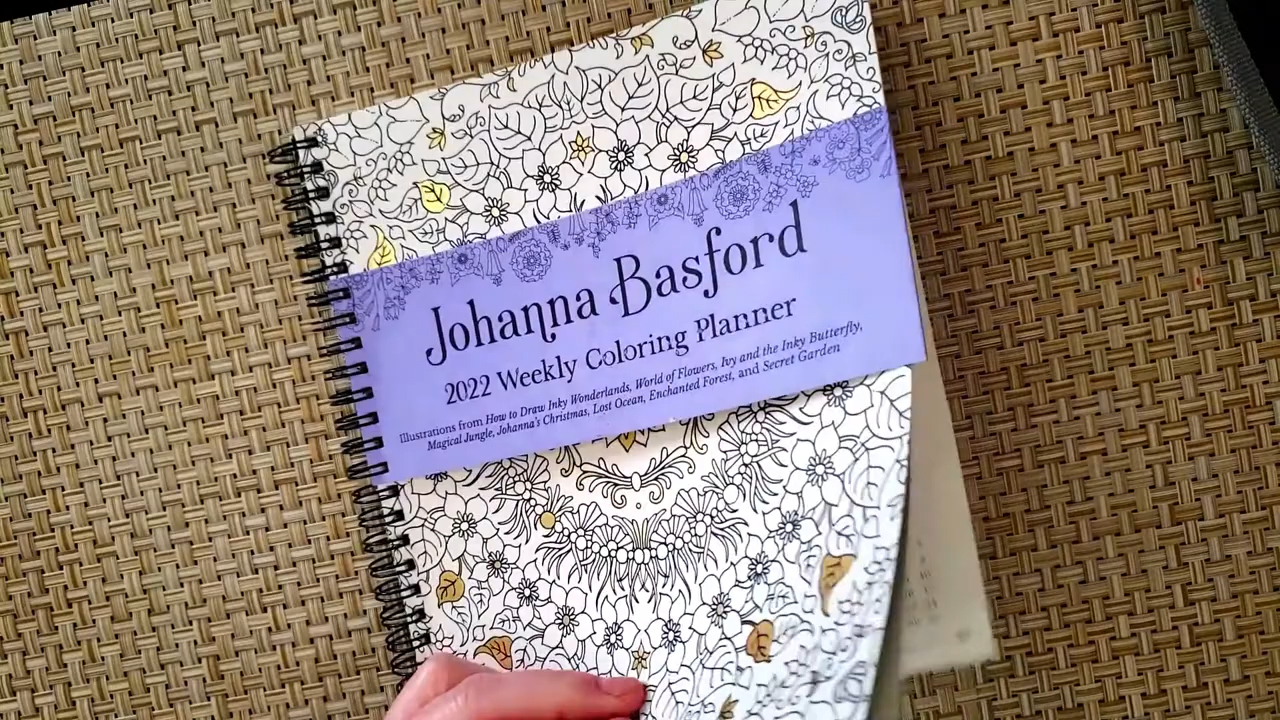 Johanna Basford
2022 Weekly Coloring Planner
Illustrations from How to Draw Inky Wonderlands, World of Flowers, Ivy and the Inky Butterfly,
Magical Jungle, Johanna's Christmas, Lost Ocean, Enchanted Forest, and Secret Garden